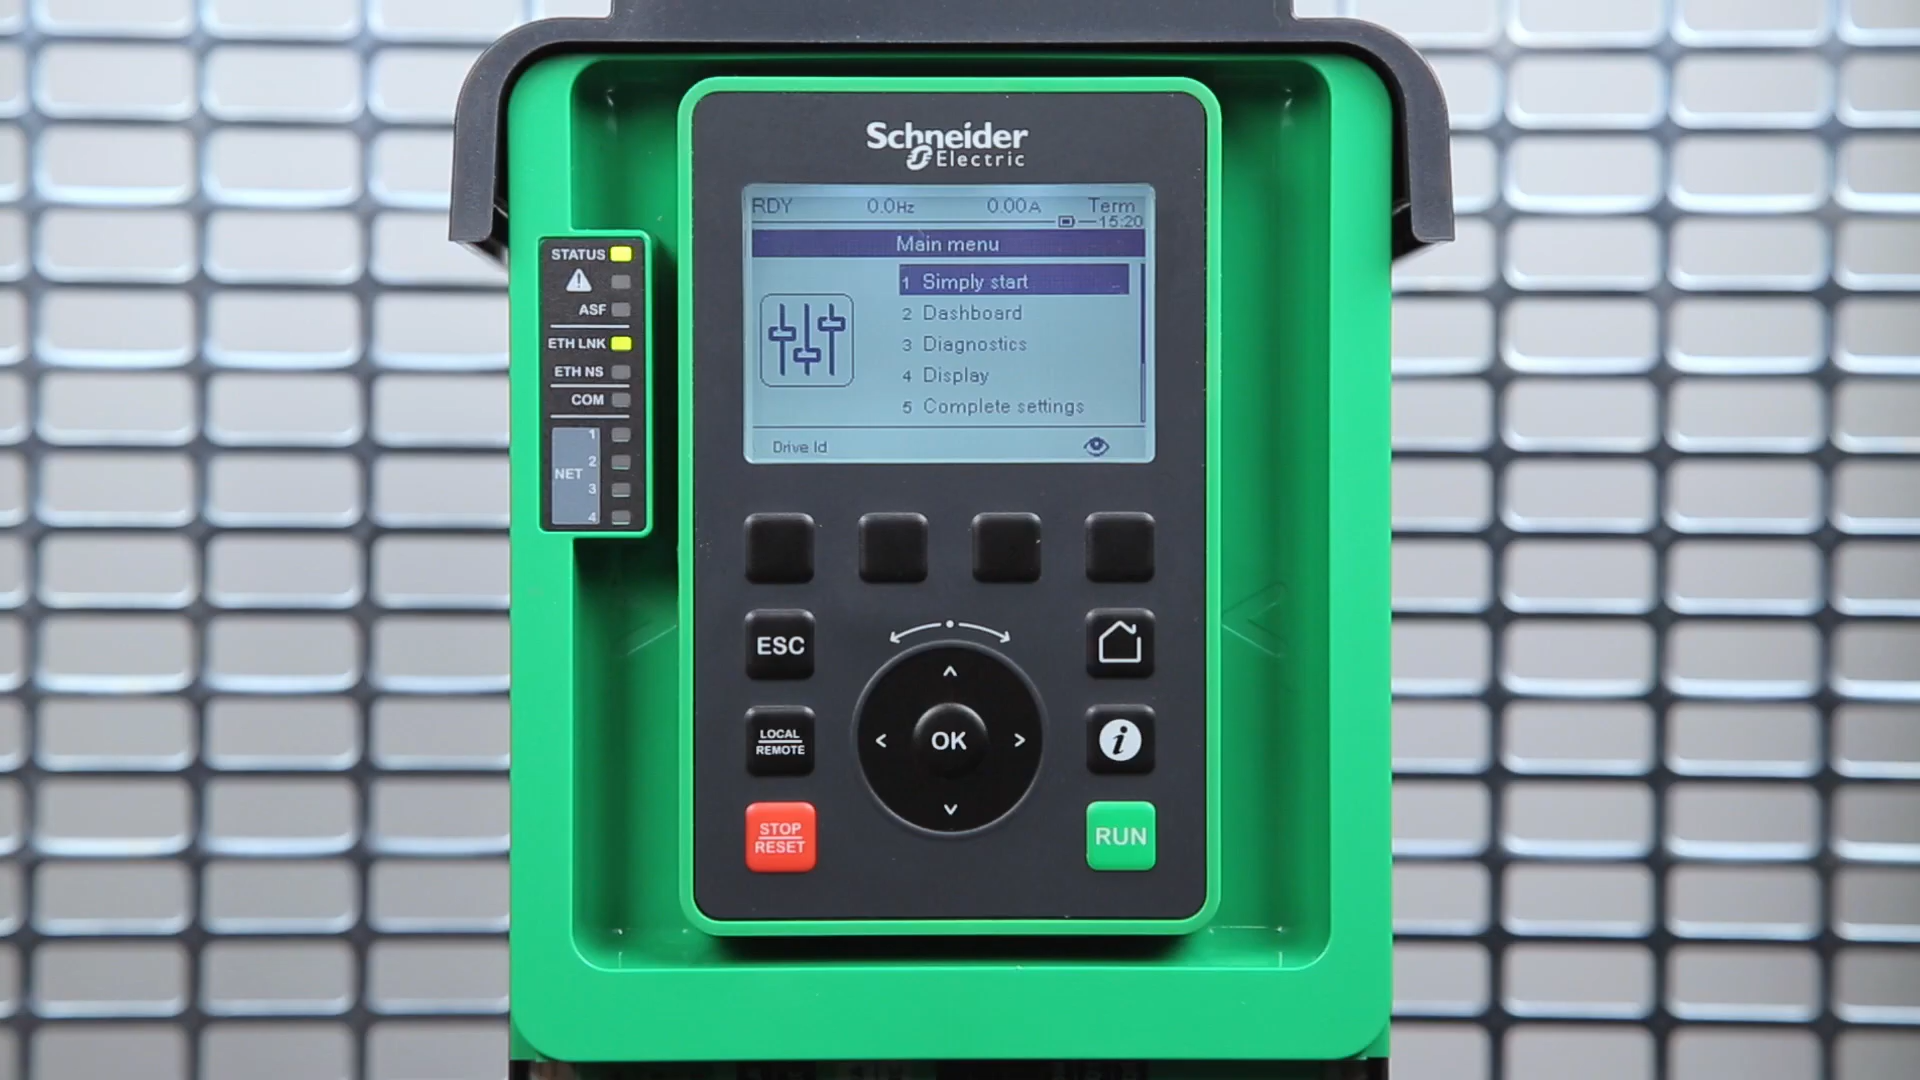 Schneider
Electric
RDY 0.0Hz 0.00A Term
15:20
Main menu
1 Simply start
2 Dashboard
3 Diagnostics
4 Display
5 Complete settings
Drive Id
STATUS
ASF
ETH LNK
ETH NS
COM
NET
1
2
3
4
ESC
LOCAL
REMOTE
OK
i
STOP
RESET
RUN